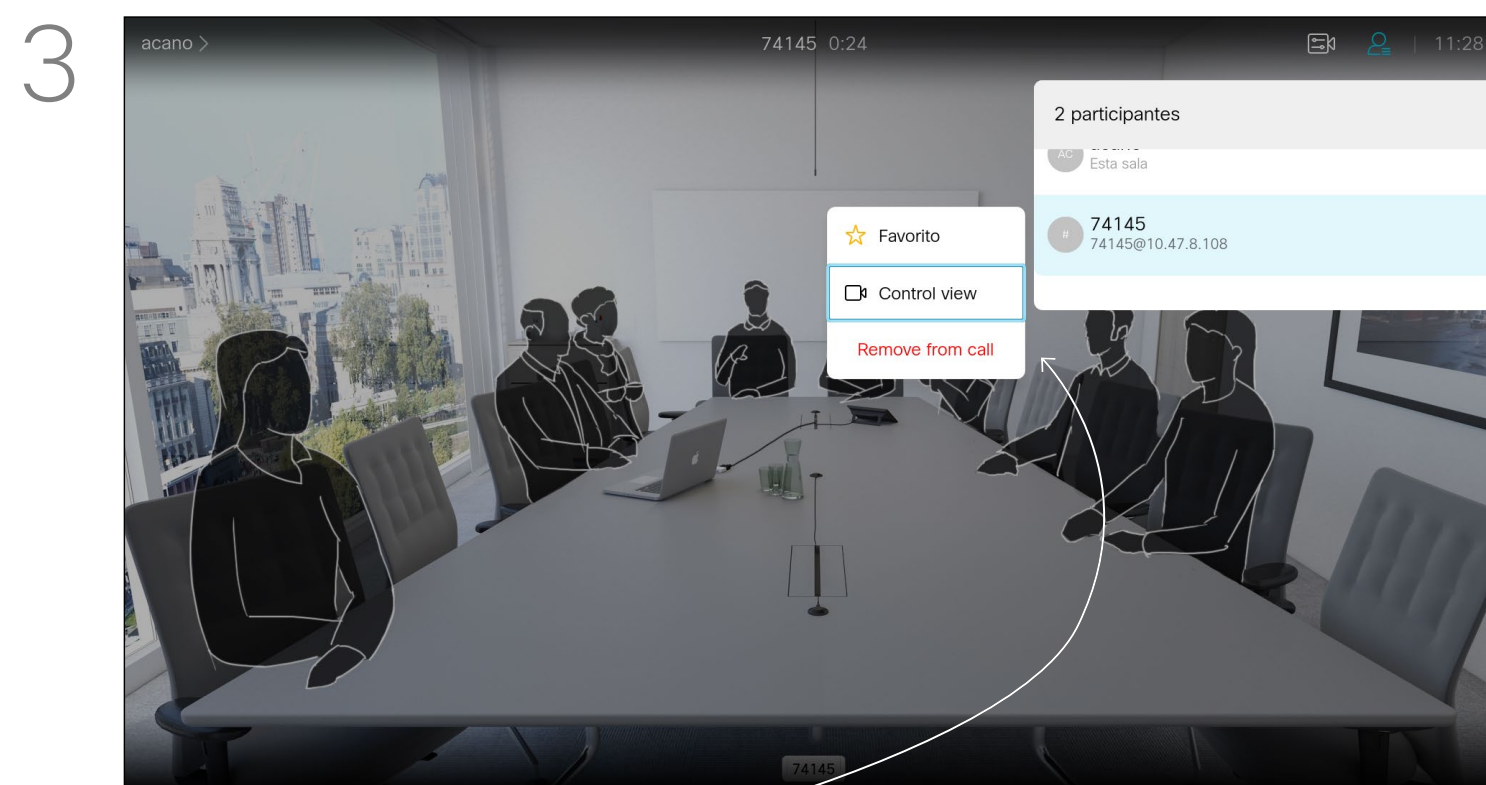 3
acano
74145 0:24
11:28
2 participantes
AC
Esta sala
#
74145
74145@10.47.8.108
Favorito
Control view
Remove from call
74145